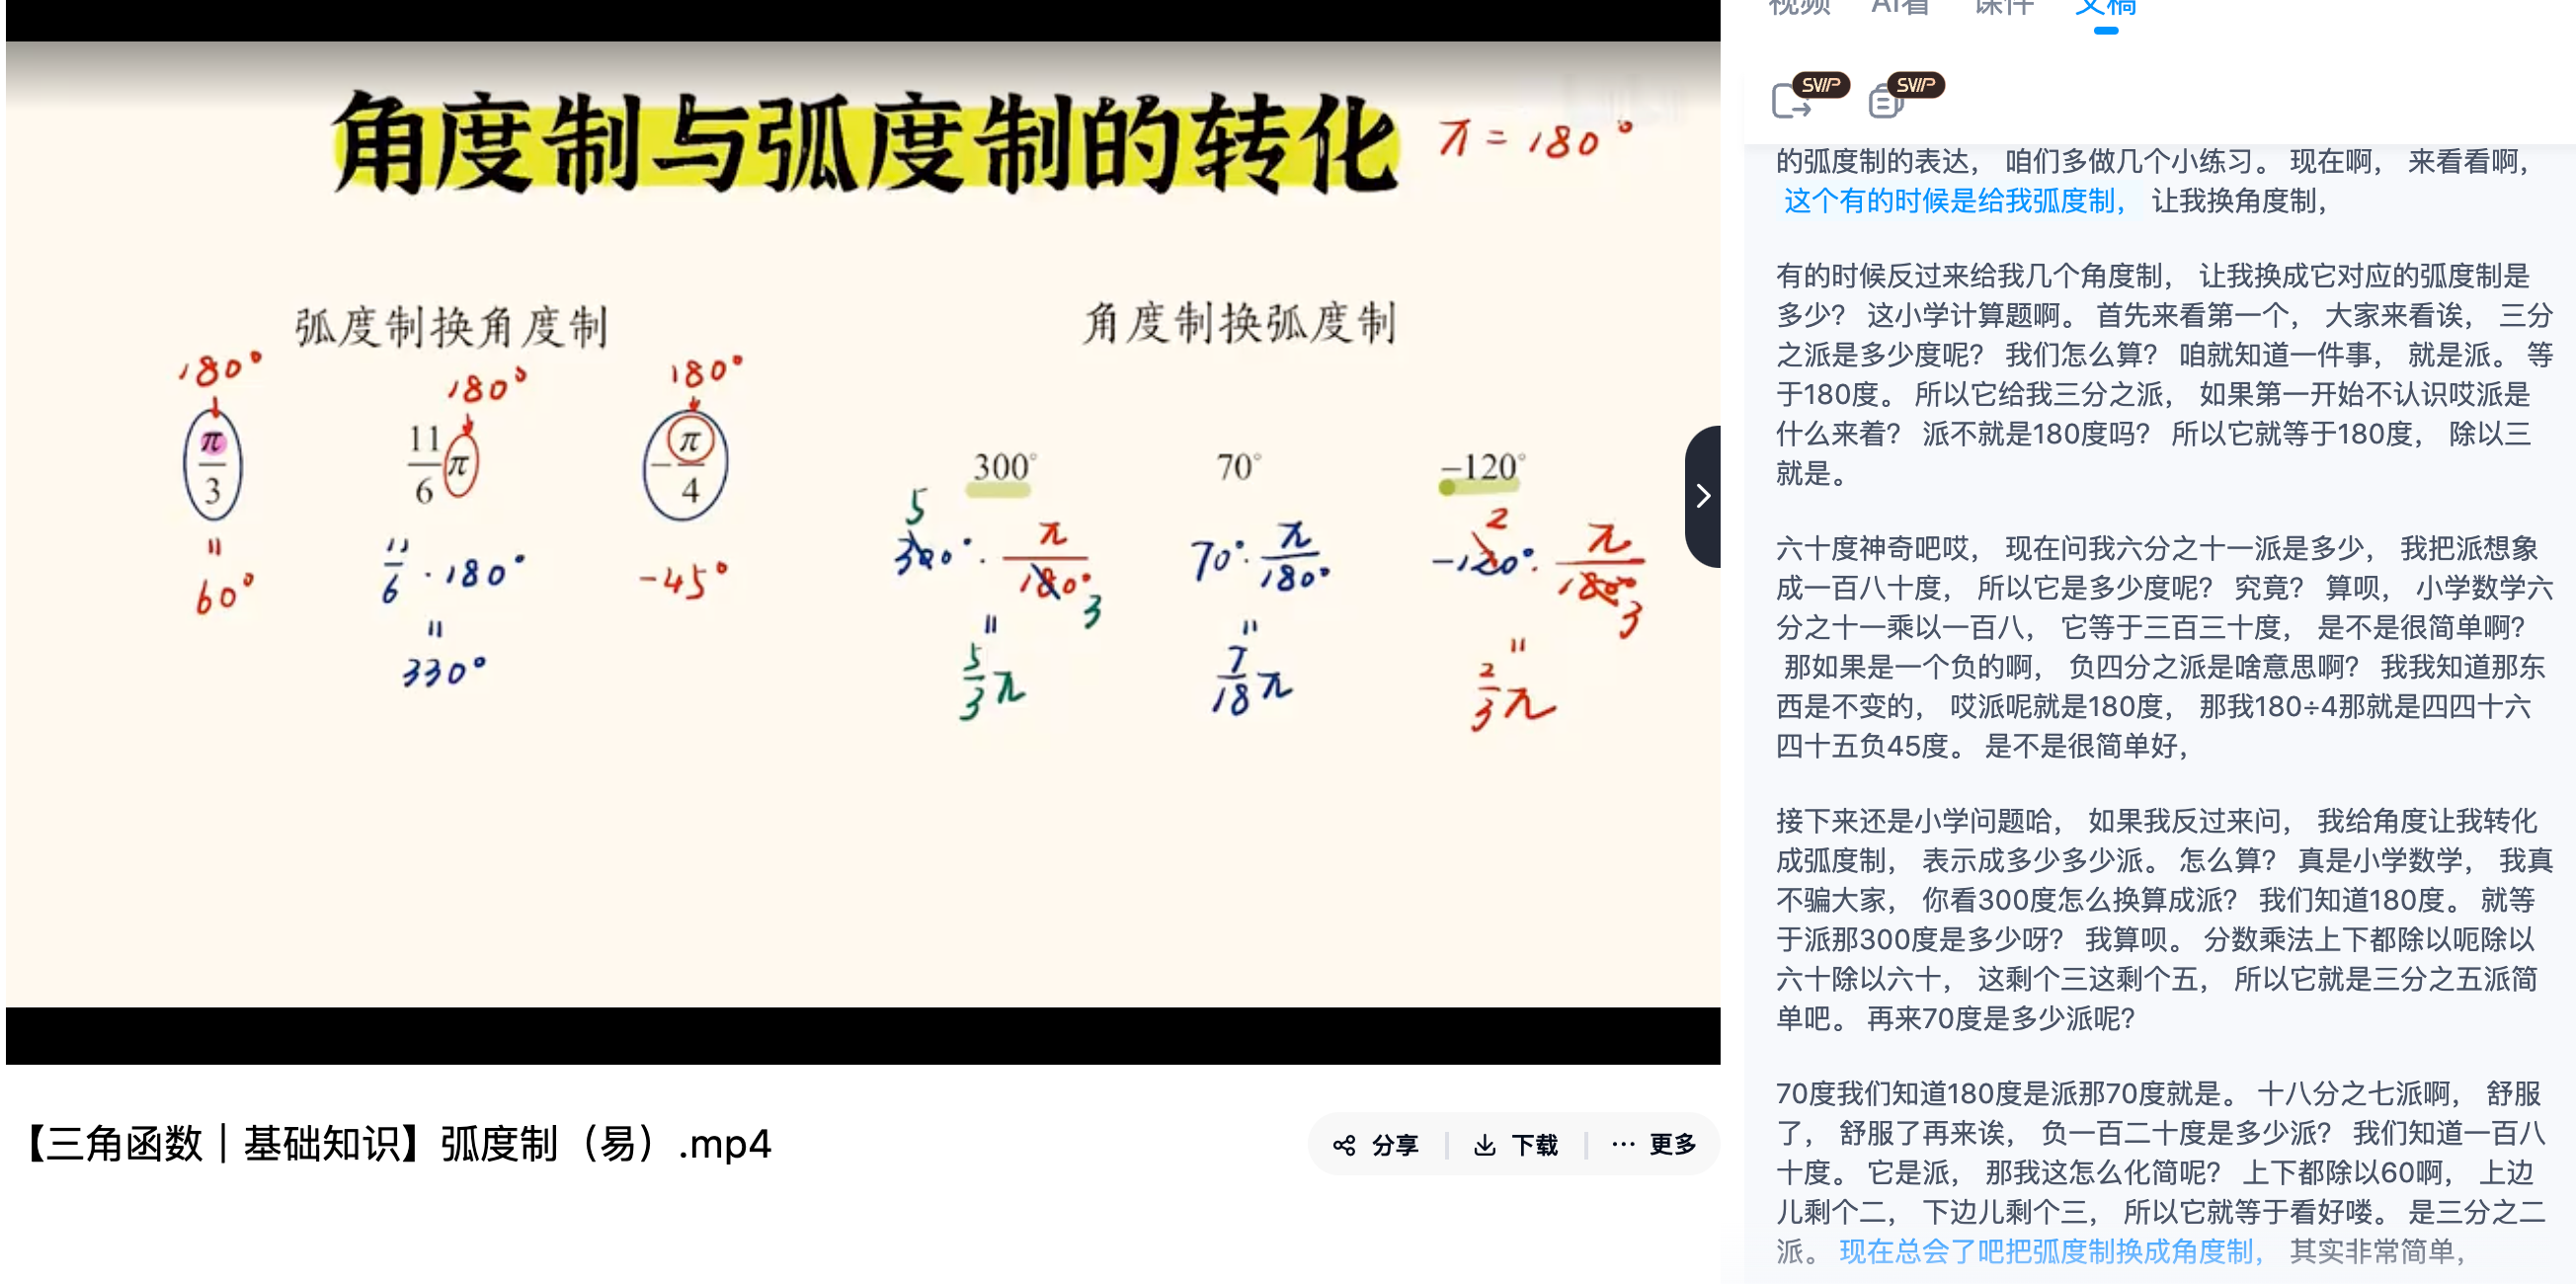 角度制与弧度制的转化 π = 180°
弧度制换角度制
180° 180° 180°
π/3 11/6 π -π/4
= 60°
11/6 · 180°
= 330°
-45°
角度制换弧度制
300° 70° -120°
5 2
300° · π/180° 70° · π/180° -120° · π/180°
3 3
= 5/3 π = 7/18 π = 2/3 π
【三角函数｜基础知识】弧度制（易）.mp4
分享 下载 ··· 更多
视频 AI看 课件 文稿
SVIP SVIP
的弧度制的表达， 咱们多做几个小练习。 现在啊， 来看看啊，
这个有的时候是给我弧度制， 让我换角度制，
有的时候反过来给我几个角度制， 让我换成它对应的弧度制是
多少？ 这小学计算题啊。 首先来看第一个， 大家来看诶， 三分
之派是多少度呢？ 我们怎么算？ 咱就知道一件事， 就是派。 等
于180度。 所以它给我三分之派， 如果第一开始不认识哎派是
什么来着？ 派不就是180度吗？ 所以它就等于180度， 除以三
就是。
六十度神奇吧哎， 现在问我六分之十一派是多少， 我把派想象
成一百八十度， 所以它是多少度呢？ 究竟？ 算呗， 小学数学六
分之十一乘以一百八， 它等于三百三十度， 是不是很简单啊？
那如果是一个负的啊， 负四分之派是啥意思啊？ 我我知道那东
西是不变的， 哎派呢就是180度， 那我180÷4那就是四四十六
四十五负45度。 是不是很简单好，
接下来还是小学问题哈， 如果我反过来问， 我给角度让我转化
成弧度制， 表示成多少多少派。 怎么算？ 真是小学数学， 我真
不骗大家， 你看300度怎么换算成派？ 我们知道180度。 就等
于派那300度是多少呀？ 我算呗。 分数乘法上下都除以呃除以
六十除以六十， 这剩个三这剩个五， 所以它就是三分之五派简
单吧。 再来70度是多少派呢？
70度我们知道180度是派那70度就是。 十八分之七派啊， 舒服
了， 舒服了再来诶， 负一百二十度是多少派？ 我们知道一百八
十度。 它是派， 那我这怎么化简呢？ 上下都除以60啊， 上边
儿剩个二， 下边儿剩个三， 所以它就等于看好喽。 是三分之二
派。 现在总会了吧把弧度制换成角度制， 其实非常简单，